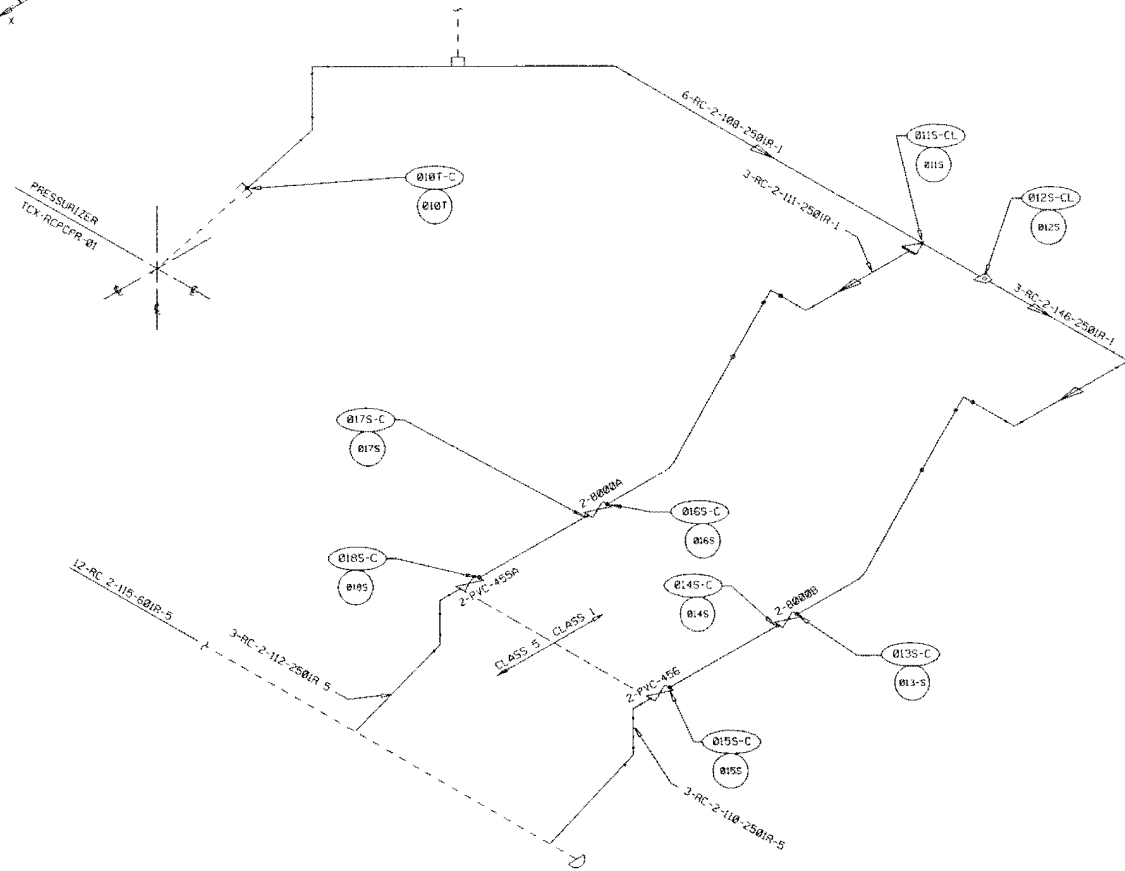 X
6-RC-2-108-2501R-1
011S-CL
011S
3-RC-2-111-2501R-1
010T-C
010T
012S-CL
012S
PRESSURIZER
TCX-RCPCPR-01
3-RC-2-146-2501R-1
017S-C
017S
2-8000A
016S-C
016S
018S-C
018S
2-PVC-455A
12-RC 2-115-601R-5
014S-C
014S
2-8000B
3-RC-2-112-2501R 5
CLASS 5 CLASS 1
013S-C
013-S
2-PVC-456
015S-C
015S
3-RC-2-110-2501R-5